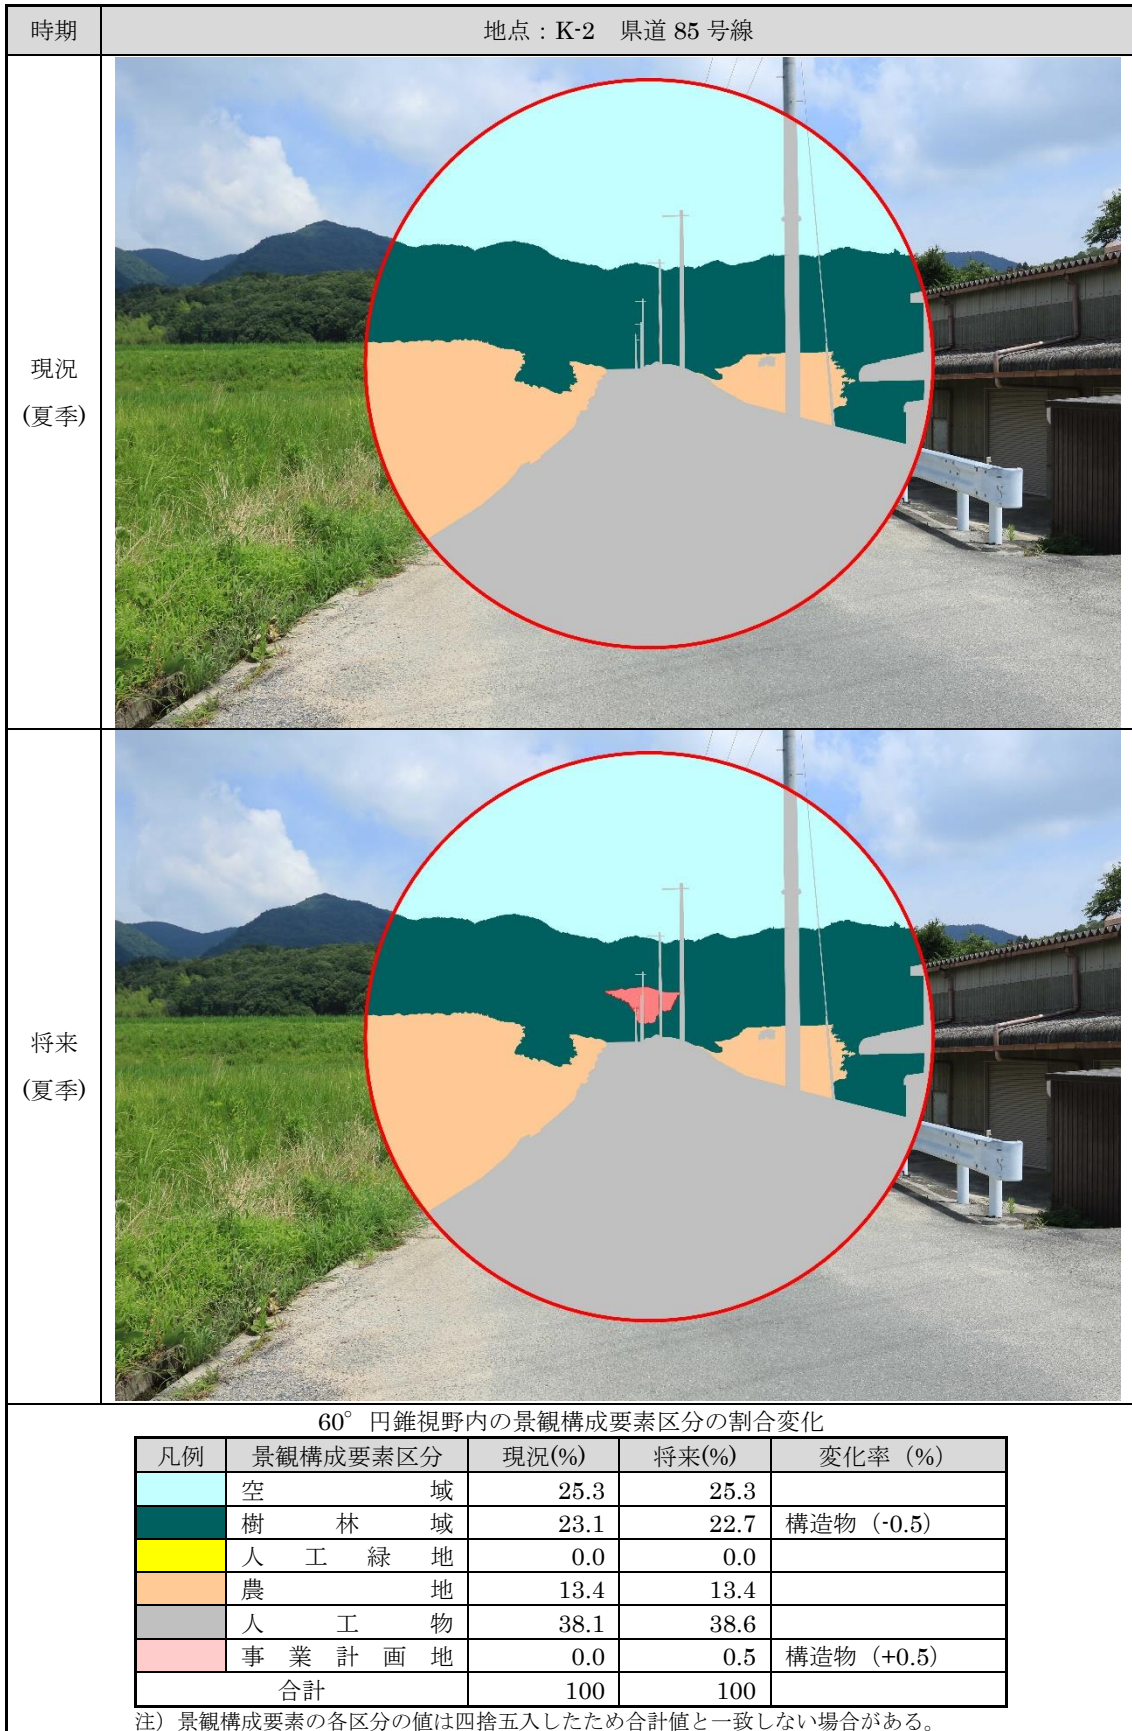 時期 地点：K-2 県道 85 号線
現況
(夏季)
将来
(夏季)
60° 円錐視野内の景観構成要素区分の割合変化
凡例 景観構成要素区分 現況(%) 将来(%) 変化率（%）
空域 25.3 25.3
樹林域 23.1 22.7 構造物（-0.5）
人工緑地 0.0 0.0
農地 13.4 13.4
人工物 38.1 38.6
事業計画地 0.0 0.5 構造物（+0.5）
合計 100 100
注）景観構成要素の各区分の値は四捨五入したため合計値と一致しない場合がある。